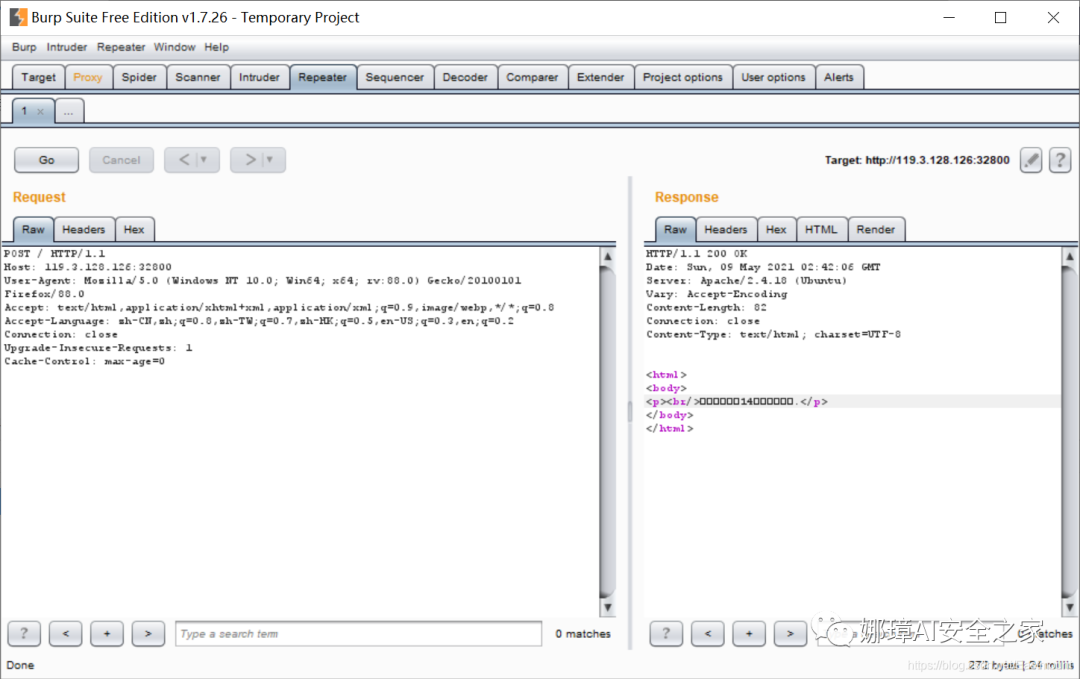 Burp Suite Free Edition v1.7.26 - Temporary Project
Burp Intruder Repeater Window Help
Target Proxy Spider Scanner Intruder Repeater Sequencer Decoder Comparer Extender Project options User options Alerts
1 × ...
Go Cancel < > Target: http://119.3.128.126:32800 ?
Request
Raw Headers Hex
POST / HTTP/1.1
Host: 119.3.128.126:32800
User-Agent: Mozilla/5.0 (Windows NT 10.0; Win64; x64; rv:88.0) Gecko/20100101
Firefox/88.0
Accept: text/html,application/xhtml+xml,application/xml;q=0.9,image/webp,*/*;q=0.8
Accept-Language: zh-CN,zh;q=0.8,zh-TW;q=0.7,zh-HK;q=0.5,en-US;q=0.3,en;q=0.2
Connection: close
Upgrade-Insecure-Requests: 1
Cache-Control: max-age=0
Response
Raw Headers Hex HTML Render
HTTP/1.1 200 OK
Date: Sun, 09 May 2021 02:42:06 GMT
Server: Apache/2.4.18 (Ubuntu)
Vary: Accept-Encoding
Content-Length: 82
Connection: close
Content-Type: text/html; charset=UTF-8
<html>
<body>
<p><br/>□□□□□□14□□□□□□.</p>
</body>
</html>
? < + > Type a search term 0 matches
? < + > matches
娜璋AI安全之家
Done
https://blog. 272 bytes | 24 millis